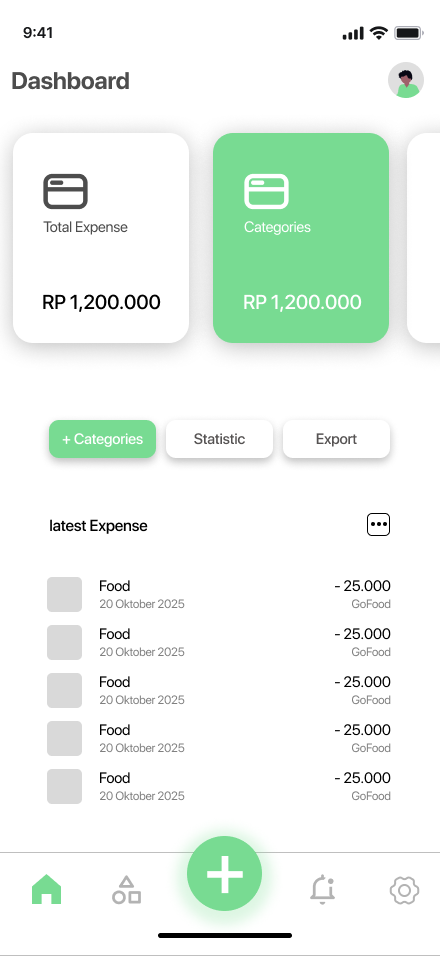 9:41
Dashboard
Total Expense
RP 1,200.000
Categories
RP 1,200.000
+ Categories
Statistic
Export
latest Expense
Food
- 25.000
20 Oktober 2025
GoFood
Food
- 25.000
20 Oktober 2025
GoFood
Food
- 25.000
20 Oktober 2025
GoFood
Food
- 25.000
20 Oktober 2025
GoFood
Food
- 25.000
20 Oktober 2025
GoFood